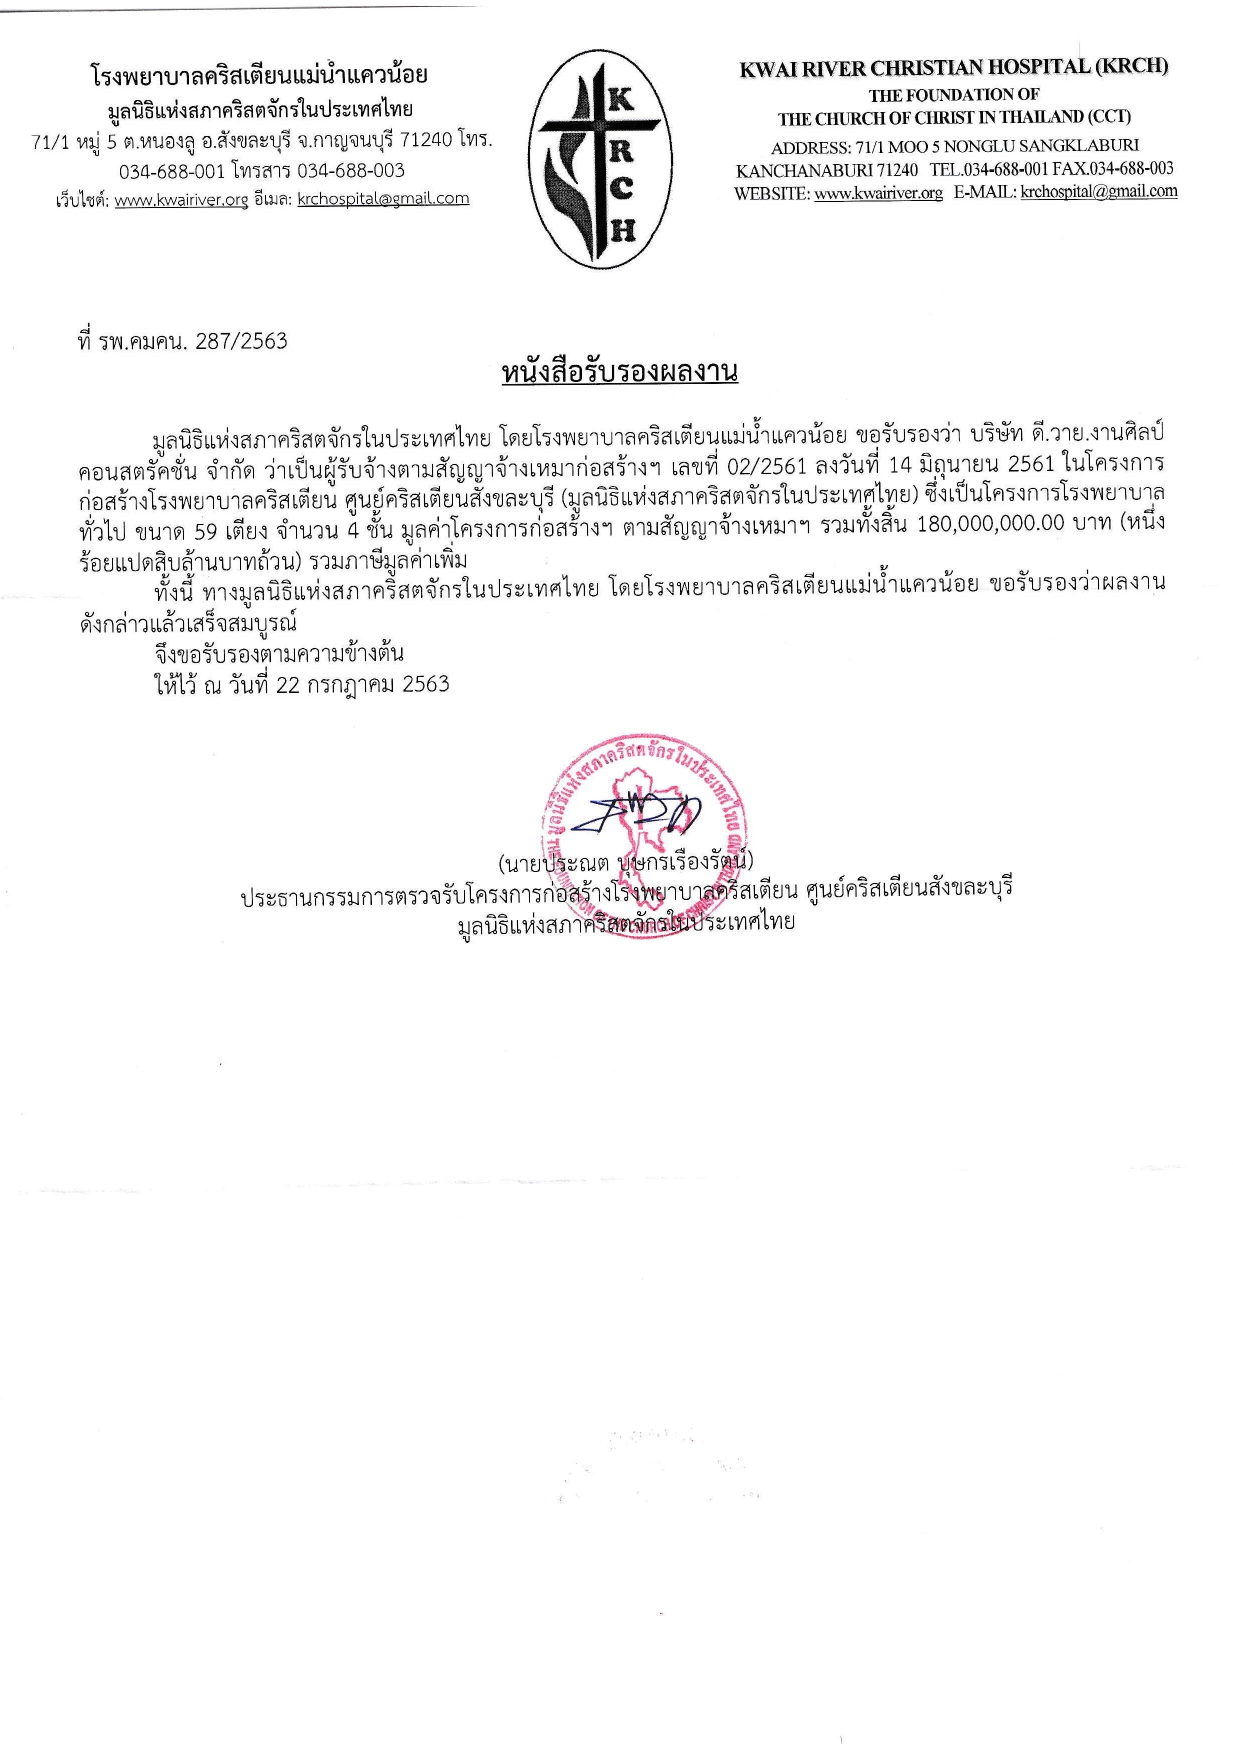 โรงพยาบาลคริสเตียนแม่น้ำแควน้อย
มูลนิธิแห่งสภาคริสตจักรในประเทศไทย
71/1 หมู่ 5 ต.หนองลู อ.สังขละบุรี จ.กาญจนบุรี 71240 โทร.
034-688-001 โทรสาร 034-688-003
เว็บไซต์: www.kwairiver.org อีเมล: krchospital@gmail.com
K
R
C
H
KWAI RIVER CHRISTIAN HOSPITAL (KRCH)
THE FOUNDATION OF
THE CHURCH OF CHRIST IN THAILAND (CCT)
ADDRESS: 71/1 MOO 5 NONGLU SANGKLABURI
KANCHANABURI 71240 TEL.034-688-001 FAX.034-688-003
WEBSITE: www.kwairiver.org E-MAIL: krchospital@gmail.com
ที่ รพ.คมคน. 287/2563
หนังสือรับรองผลงาน
มูลนิธิแห่งสภาคริสตจักรในประเทศไทย โดยโรงพยาบาลคริสเตียนแม่น้ำแควน้อย ขอรับรองว่า บริษัท ดี.วาย.งานศิลป์
คอนสตรัคชั่น จำกัด ว่าเป็นผู้รับจ้างตามสัญญาจ้างเหมาก่อสร้างฯ เลขที่ 02/2561 ลงวันที่ 14 มิถุนายน 2561 ในโครงการ
ก่อสร้างโรงพยาบาลคริสเตียน ศูนย์คริสเตียนสังขละบุรี (มูลนิธิแห่งสภาคริสตจักรในประเทศไทย) ซึ่งเป็นโครงการโรงพยาบาล
ทั่วไป ขนาด 59 เตียง จำนวน 4 ชั้น มูลค่าโครงการก่อสร้างฯ ตามสัญญาจ้างเหมาฯ รวมทั้งสิ้น 180,000,000.00 บาท (หนึ่ง
ร้อยแปดสิบล้านบาทถ้วน) รวมภาษีมูลค่าเพิ่ม
ทั้งนี้ ทางมูลนิธิแห่งสภาคริสตจักรในประเทศไทย โดยโรงพยาบาลคริสเตียนแม่น้ำแควน้อย ขอรับรองว่าผลงาน
ดังกล่าวแล้วเสร็จสมบูรณ์
จึงขอรับรองตามความข้างต้น
ให้ไว้ ณ วันที่ 22 กรกฎาคม 2563
มูลนิธิแห่งสภาคริสตจักรในประเทศไทย
(นายประณต บุษกรเรืองรัตน์)
ประธานกรรมการตรวจรับโครงการก่อสร้างโรงพยาบาลคริสเตียน ศูนย์คริสเตียนสังขละบุรี
มูลนิธิแห่งสภาคริสตจักรในประเทศไทย